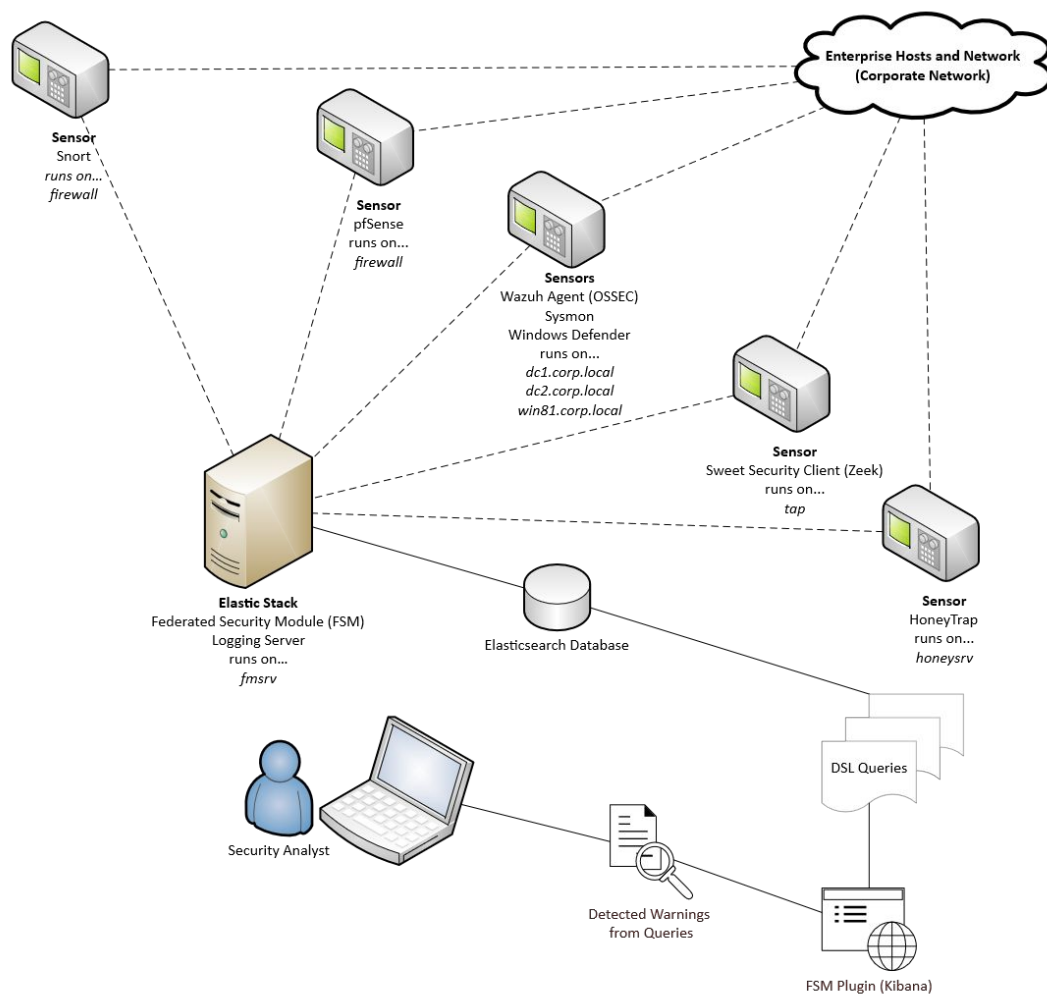 Enterprise Hosts and Network
(Corporate Network)
Sensor
Snort
runs on...
firewall
Sensor
pfSense
runs on...
firewall
Sensors
Wazuh Agent (OSSEC)
Sysmon
Windows Defender
runs on...
dc1.corp.local
dc2.corp.local
win81.corp.local
Sensor
Sweet Security Client (Zeek)
runs on...
tap
Sensor
HoneyTrap
runs on...
honeysrv
Elastic Stack
Federated Security Module (FSM)
Logging Server
runs on...
fmsrv
Elasticsearch Database
DSL Queries
Security Analyst
Detected Warnings
from Queries
FSM Plugin (Kibana)